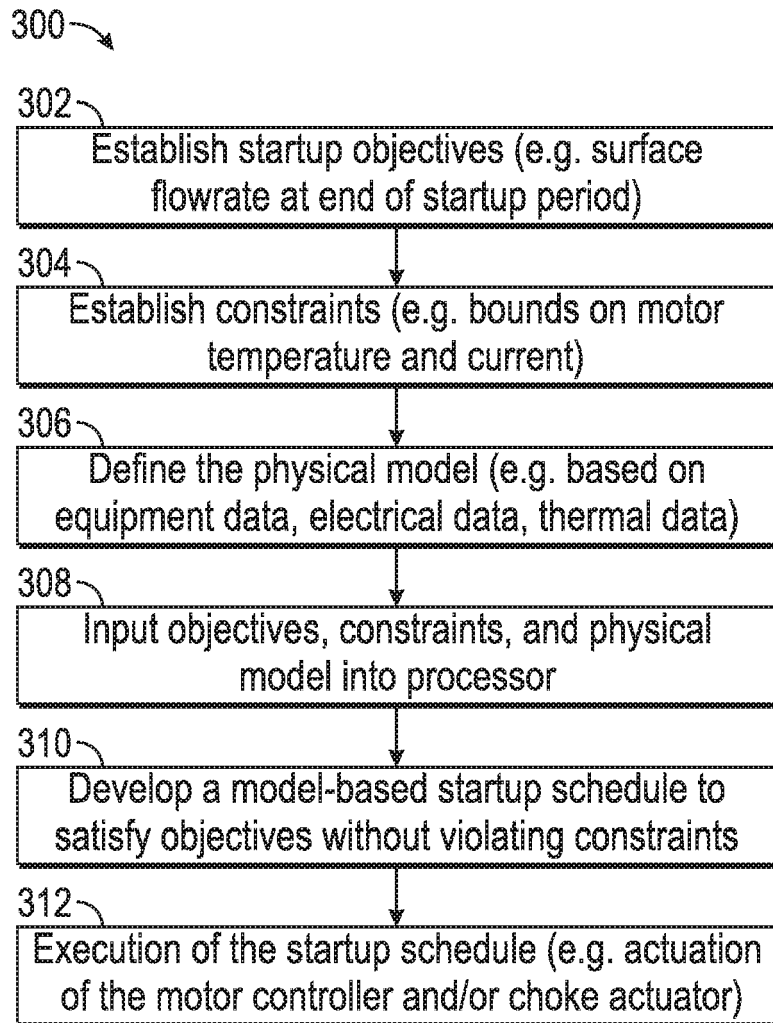 300
302
Establish startup objectives (e.g. surface
flowrate at end of startup period)
304
Establish constraints (e.g. bounds on motor
temperature and current)
306
Define the physical model (e.g. based on
equipment data, electrical data, thermal data)
308
Input objectives, constraints, and physical
model into processor
310
Develop a model-based startup schedule to
satisfy objectives without violating constraints
312
Execution of the startup schedule (e.g. actuation
of the motor controller and/or choke actuator)